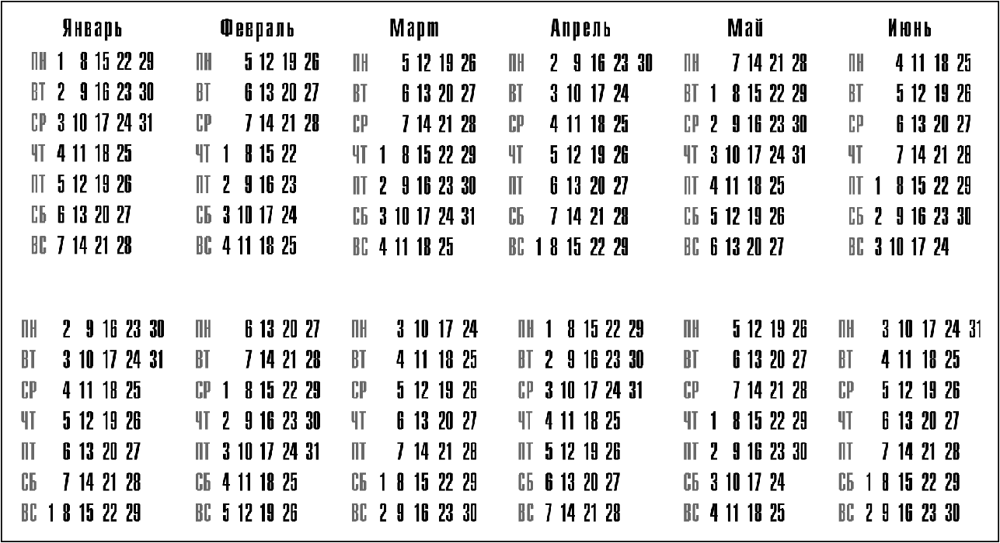 Январь Февраль Март Апрель Май Июнь
ПН 1 8 15 22 29 ПН 5 12 19 26 ПН 5 12 19 26 ПН 2 9 16 23 30 ПН 7 14 21 28 ПН 4 11 18 25
ВТ 2 9 16 23 30 ВТ 6 13 20 27 ВТ 6 13 20 27 ВТ 3 10 17 24 ВТ 1 8 15 22 29 ВТ 5 12 19 26
СР 3 10 17 24 31 СР 7 14 21 28 СР 7 14 21 28 СР 4 11 18 25 СР 2 9 16 23 30 СР 6 13 20 27
ЧТ 4 11 18 25 ЧТ 1 8 15 22 ЧТ 1 8 15 22 29 ЧТ 5 12 19 26 ЧТ 3 10 17 24 31 ЧТ 7 14 21 28
ПТ 5 12 19 26 ПТ 2 9 16 23 ПТ 2 9 16 23 30 ПТ 6 13 20 27 ПТ 4 11 18 25 ПТ 1 8 15 22 29
СБ 6 13 20 27 СБ 3 10 17 24 СБ 3 10 17 24 31 СБ 7 14 21 28 СБ 5 12 19 26 СБ 2 9 16 23 30
ВС 7 14 21 28 ВС 4 11 18 25 ВС 4 11 18 25 ВС 1 8 15 22 29 ВС 6 13 20 27 ВС 3 10 17 24
ПН 2 9 16 23 30 ПН 6 13 20 27 ПН 3 10 17 24 ПН 1 8 15 22 29 ПН 5 12 19 26 ПН 3 10 17 24 31
ВТ 3 10 17 24 31 ВТ 7 14 21 28 ВТ 4 11 18 25 ВТ 2 9 16 23 30 ВТ 6 13 20 27 ВТ 4 11 18 25
СР 4 11 18 25 СР 1 8 15 22 29 СР 5 12 19 26 СР 3 10 17 24 31 СР 7 14 21 28 СР 5 12 19 26
ЧТ 5 12 19 26 ЧТ 2 9 16 23 30 ЧТ 6 13 20 27 ЧТ 4 11 18 25 ЧТ 1 8 15 22 29 ЧТ 6 13 20 27
ПТ 6 13 20 27 ПТ 3 10 17 24 31 ПТ 7 14 21 28 ПТ 5 12 19 26 ПТ 2 9 16 23 30 ПТ 7 14 21 28
СБ 7 14 21 28 СБ 4 11 18 25 СБ 1 8 15 22 29 СБ 6 13 20 27 СБ 3 10 17 24 СБ 1 8 15 22 29
ВС 1 8 15 22 29 ВС 5 12 19 26 ВС 2 9 16 23 30 ВС 7 14 21 28 ВС 4 11 18 25 ВС 2 9 16 23 30